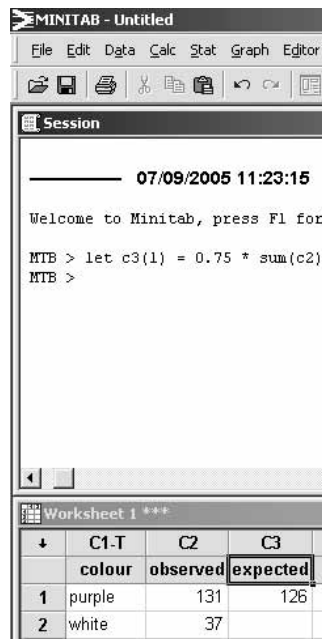 MINITAB - Untitled
File Edit Data Calc Stat Graph Editor
Session
07/09/2005 11:23:15
Welcome to Minitab, press F1 for
MTB > let c3(1) = 0.75 * sum(c2)
MTB >
Worksheet 1 ***
↓ C1-T C2 C3
colour observed expected
1 purple 131 126
2 white 37